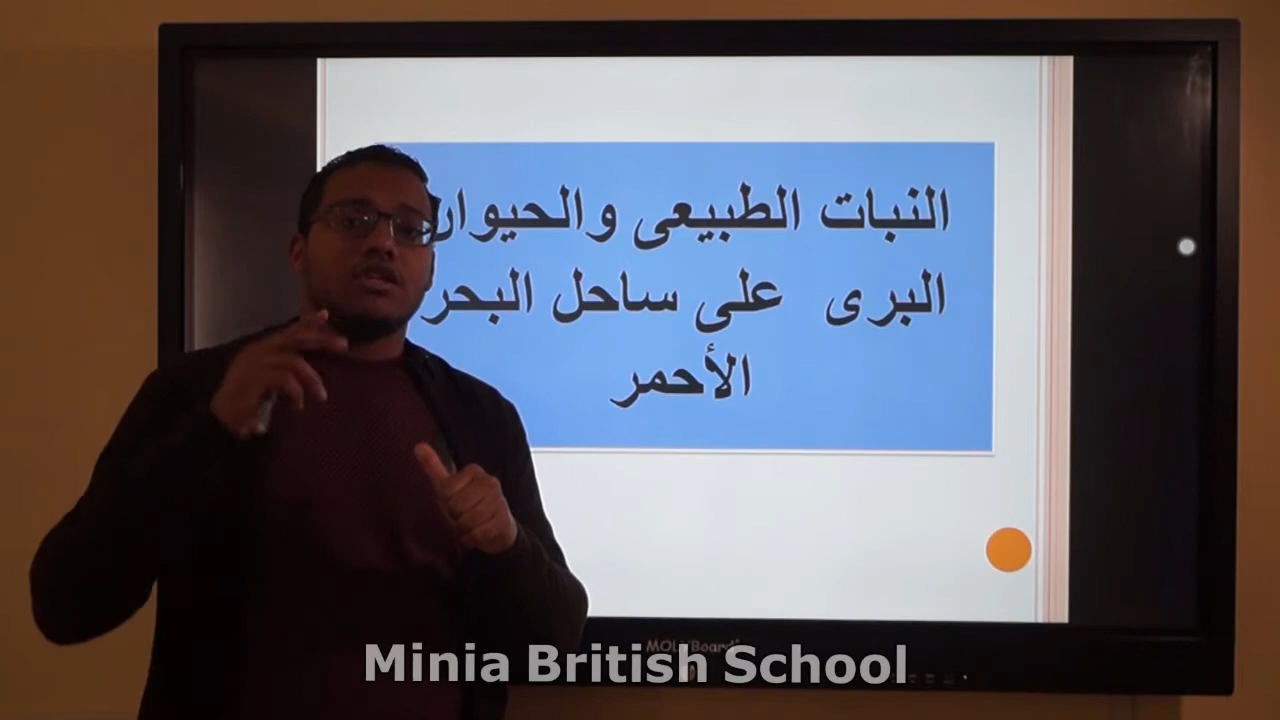 النبات الطبيعى والحيوان
البرى على ساحل البحر
الأحمر
Minia British School